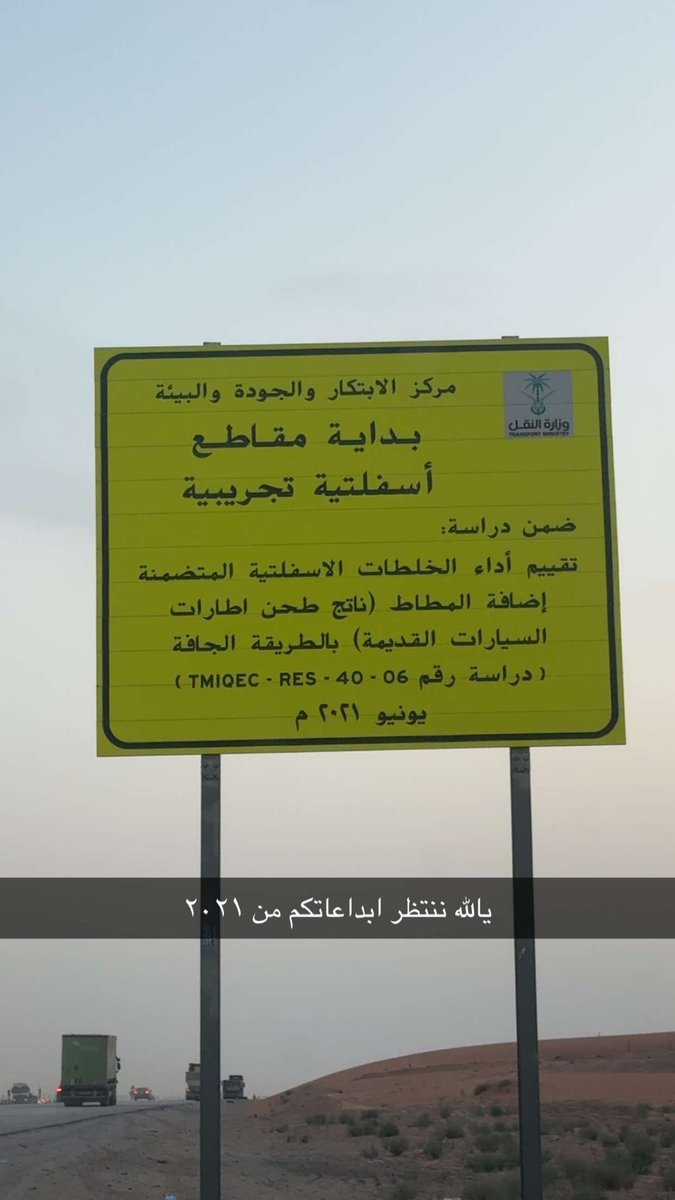 مركز الابتكار والجودة والبيئة
وزارة النقل
TRANSPORT MINISTRY
بداية مقاطع
أسفلتية تجريبية
ضمن دراسة:
تقييم أداء الخلطات الاسفلتية المتضمنة
إضافة المطاط (ناتج طحن اطارات
السيارات القديمة) بالطريقة الجافة
(دراسة رقم TMIQEC - RES - 40 - 06)
يونيو ٢٠٢١ م
يالله ننتظر ابداعاتكم من ٢٠٢١